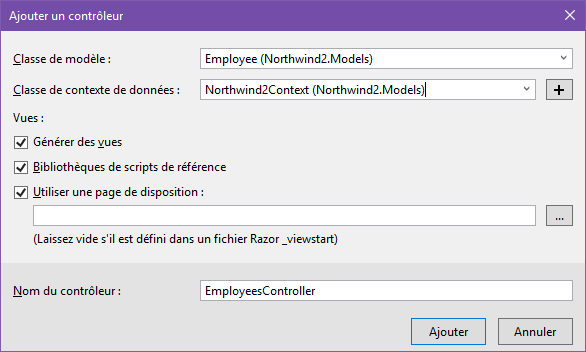 Ajouter un contrôleur
Classe de modèle : Employee (Northwind2.Models)
Classe de contexte de données : Northwind2Context (Northwind2.Models)
Vues :
Générer des vues
Bibliothèques de scripts de référence
Utiliser une page de disposition :
...
(Laissez vide s'il est défini dans un fichier Razor _viewstart)
Nom du contrôleur : EmployeesController
Ajouter Annuler